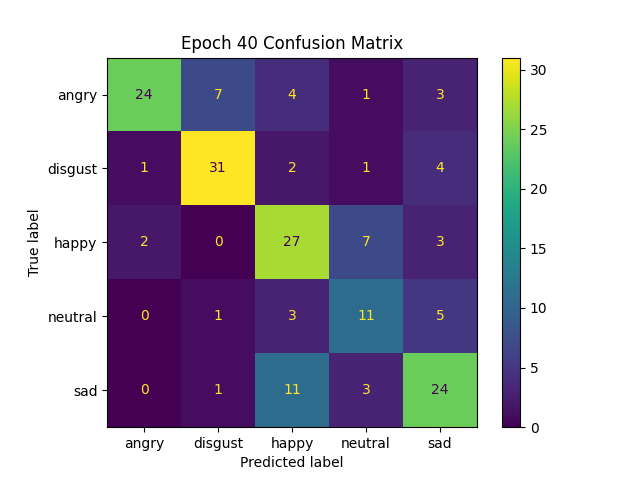 Epoch 40 Confusion Matrix
angry 24 7 4 1 3
disgust 1 31 2 1 4
happy 2 0 27 7 3
neutral 0 1 3 11 5
sad 0 1 11 3 24
angry disgust happy neutral sad
Predicted label
True label
30
25
20
15
10
5
0